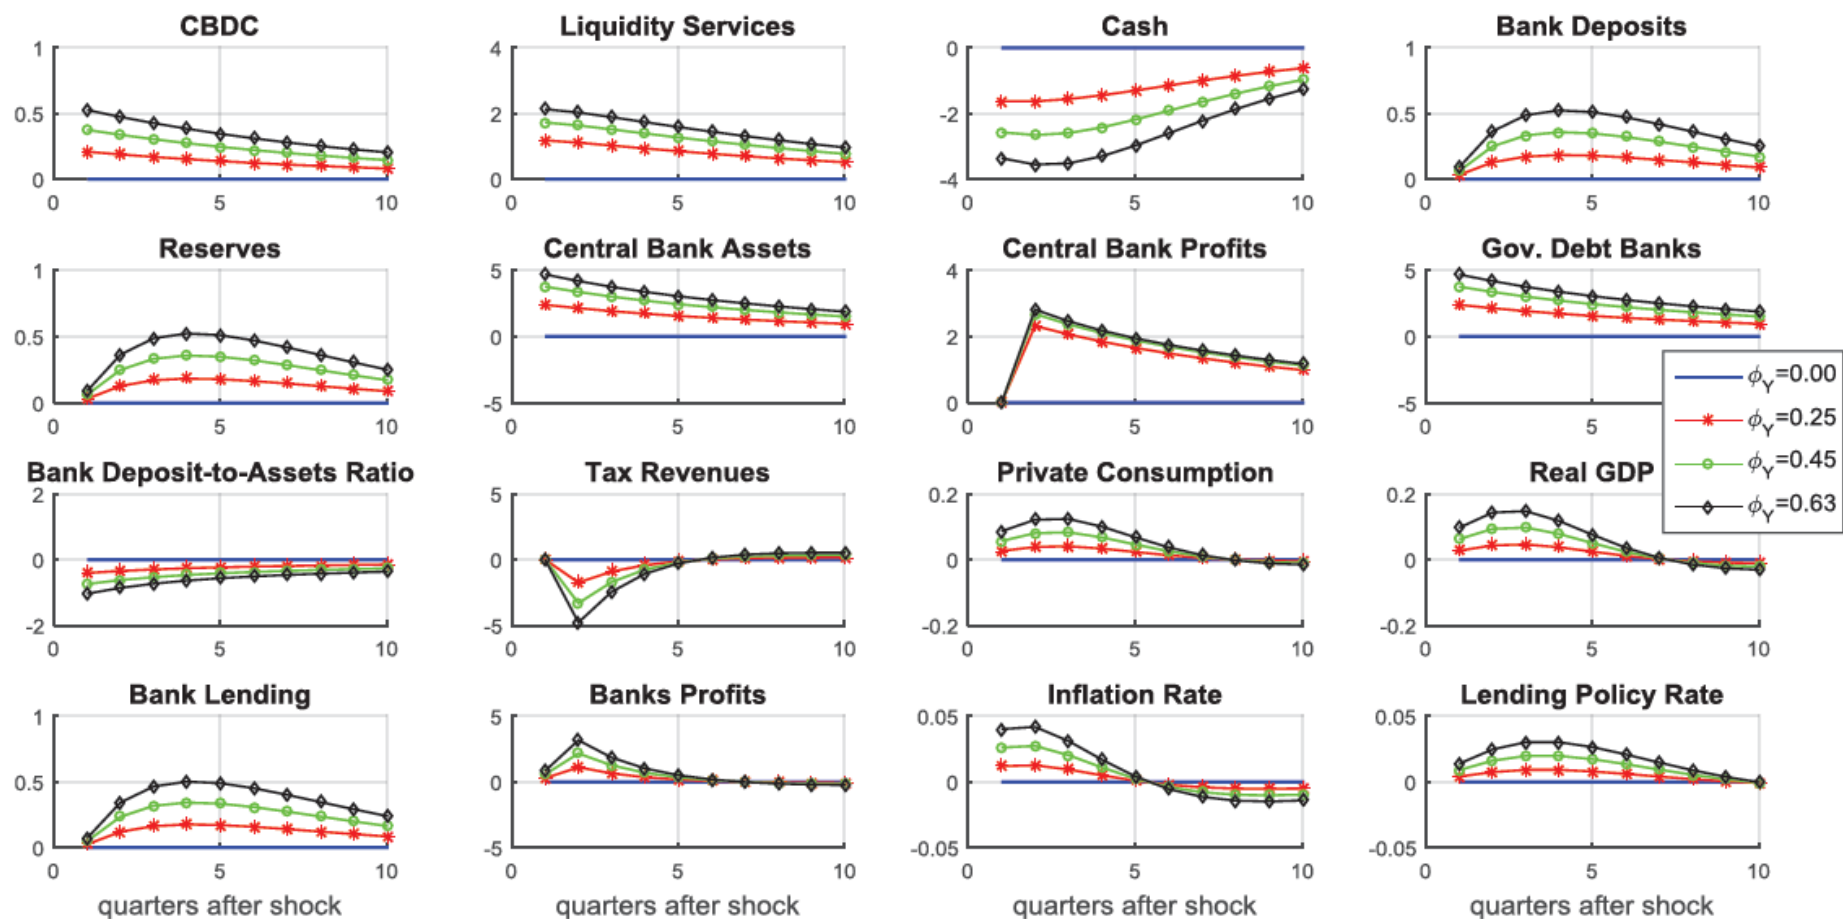 CBDC
Liquidity Services
Cash
Bank Deposits
1
0.5
0
0 5 10
4
2
0
0 5 10
0
-2
-4
0 5 10
1
0.5
0
0 5 10
Reserves
Central Bank Assets
Central Bank Profits
Gov. Debt Banks
1
0.5
0
0 5 10
5
0
-5
0 5 10
4
2
0
0 5 10
5
0
-5
0 5 10
ϕY=0.00
ϕY=0.25
ϕY=0.45
ϕY=0.63
Bank Deposit-to-Assets Ratio
Tax Revenues
Private Consumption
Real GDP
2
0
-2
0 5 10
5
0
-5
0 5 10
0.2
0
-0.2
0 5 10
0.2
0
-0.2
0 5 10
Bank Lending
Banks Profits
Inflation Rate
Lending Policy Rate
1
0.5
0
0 5 10
5
0
-5
0 5 10
0.05
0
-0.05
0 5 10
0.05
0
-0.05
0 5 10
quarters after shock
quarters after shock
quarters after shock
quarters after shock